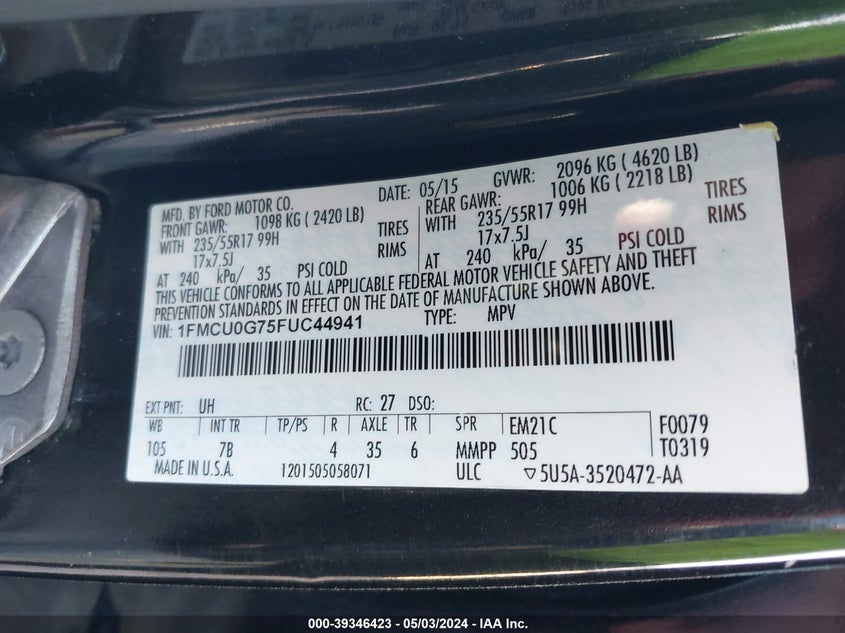 MFD. BY FORD MOTOR CO.
DATE: 05/15 GVWR: 2096 KG ( 4620 LB)
FRONT GAWR: 1098 KG ( 2420 LB)
REAR GAWR: 1006 KG ( 2218 LB)
WITH 235/55R17 99H TIRES
WITH 235/55R17 99H TIRES
17x7.5J RIMS
17x7.5J RIMS
AT 240 kPa/ 35 PSI COLD
AT 240 kPa/ 35 PSI COLD
THIS VEHICLE CONFORMS TO ALL APPLICABLE FEDERAL MOTOR VEHICLE SAFETY AND THEFT
PREVENTION STANDARDS IN EFFECT ON THE DATE OF MANUFACTURE SHOWN ABOVE.
VIN: 1FMCU0G75FUC44941 TYPE: MPV
EXT PNT: UH RC: 27 DSO:
WB INT TR TP/PS R AXLE TR SPR EM21C F0079
105 7B 4 35 6 MMPP 505 T0319
MADE IN U.S.A. 1201505058071 ULC ▽5U5A-3520472-AA
000-39346423 - 05/03/2024 - IAA Inc.